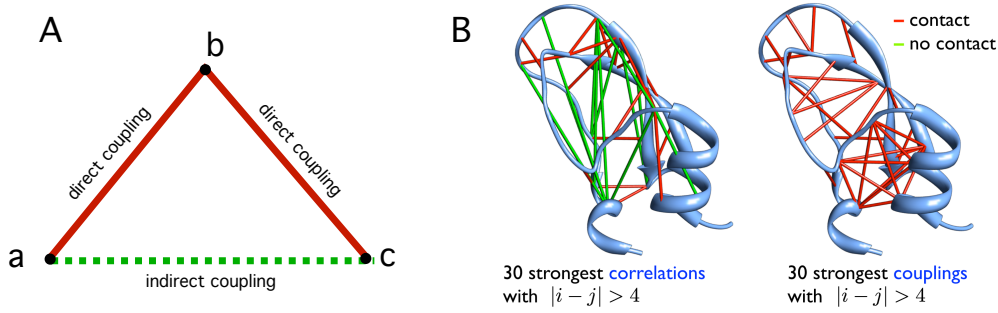 A
b
direct coupling
direct coupling
a
c
indirect coupling
B
contact
no contact
30 strongest correlations
with |i − j| > 4
30 strongest couplings
with |i − j| > 4